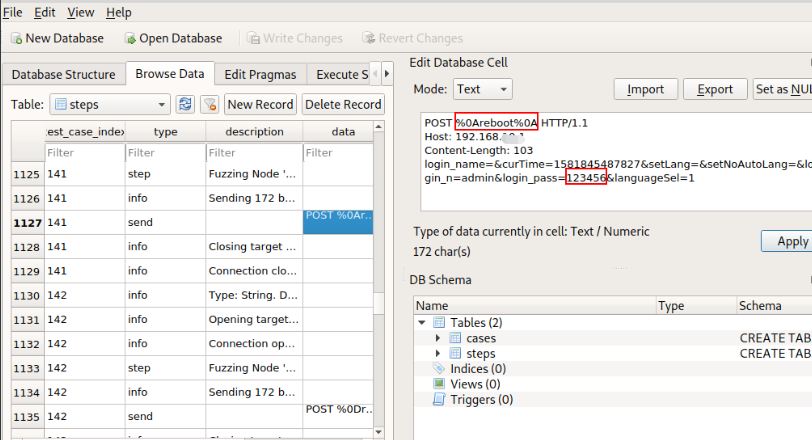 File Edit View Help
New Database Open Database Write Changes Revert Changes
Database Structure Browse Data Edit Pragmas Execute S
Table: steps New Record Delete Record
est_case_index type description data
Filter Filter Filter Filter
1125 141 step Fuzzing Node '...
1126 141 info Sending 172 b...
1127 141 send POST %0Ar...
1128 141 info Closing target ...
1129 141 info Connection clo...
1130 142 info Type: String. D...
1131 142 info Opening target...
1132 142 info Connection op...
1133 142 step Fuzzing Node '...
1134 142 info Sending 172 b...
1135 142 send POST %0Dr...
Edit Database Cell
Mode: Text Import Export Set as NUL
POST %0Areboot%0A HTTP/1.1
Host: 192.168.
Content-Length: 103
login_name=&curTime=1581845487827&setLang=&setNoAutoLang=&lo
gin_n=admin&login_pass=123456&languageSel=1
Type of data currently in cell: Text / Numeric
172 char(s)
Apply
DB Schema
Name Type Schema
Tables (2)
cases CREATE TAB
steps CREATE TAB
Indices (0)
Views (0)
Triggers (0)